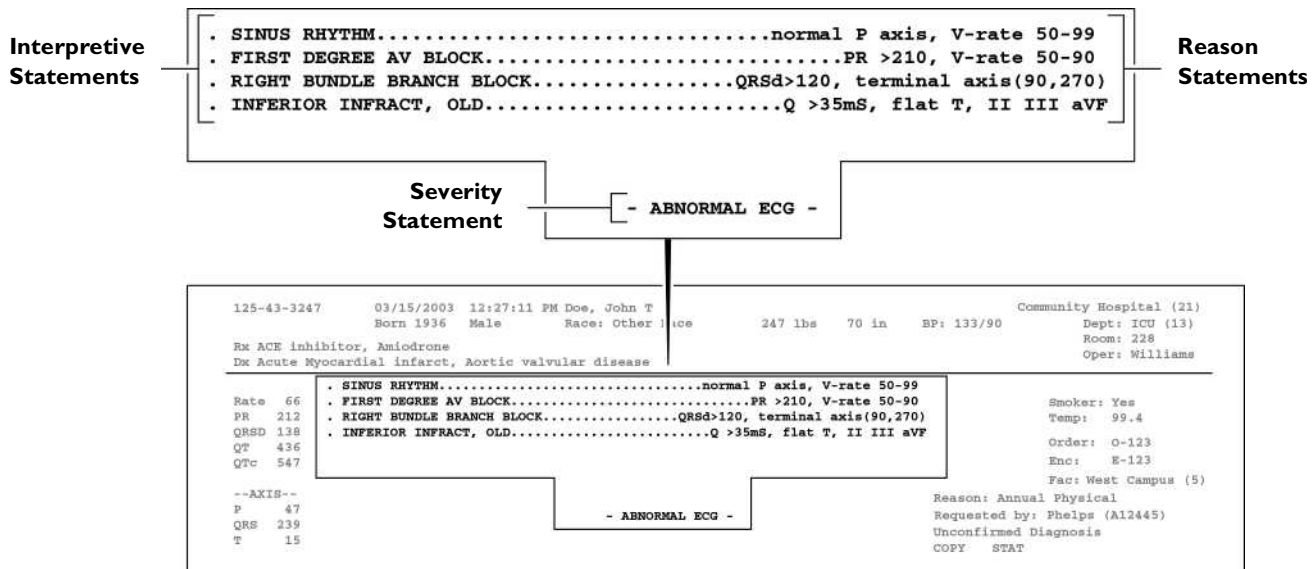 Interpretive
Statements
. SINUS RHYTHM..................................normal P axis, V-rate 50-99
. FIRST DEGREE AV BLOCK...............................PR >210, V-rate 50-90
. RIGHT BUNDLE BRANCH BLOCK.................QRSd>120, terminal axis(90,270)
. INFERIOR INFRACT, OLD........................Q >35mS, flat T, II III aVF
Reason
Statements
Severity
Statement
- ABNORMAL ECG -
125-43-3247 03/15/2003 12:27:11 PM Doe, John T Community Hospital (21)
Born 1936 Male Race: Other 247 lbs 70 in BP: 133/90 Dept: ICU (13)
Room: 228
Rx ACE inhibitor, Amiodrone
Oper: Williams
Dx Acute Myocardial infarct, Aortic valvular disease
. SINUS RHYTHM..................................normal P axis, V-rate 50-99
Rate 66 . FIRST DEGREE AV BLOCK...............................PR >210, V-rate 50-90 Smoker: Yes
PR 212 . RIGHT BUNDLE BRANCH BLOCK.................QRSd>120, terminal axis(90,270) Temp: 99.4
QRSD 138 . INFERIOR INFRACT, OLD.........................Q >35mS, flat T, II III aVF
QT 436 Order: O-123
QTc 547 Enc: E-123
Fac: West Campus (5)
--AXIS-- Reason: Annual Physical
P 47 Requested by: Phelps (A12445)
QRS 239 - ABNORMAL ECG - Unconfirmed Diagnosis
T 15 COPY STAT